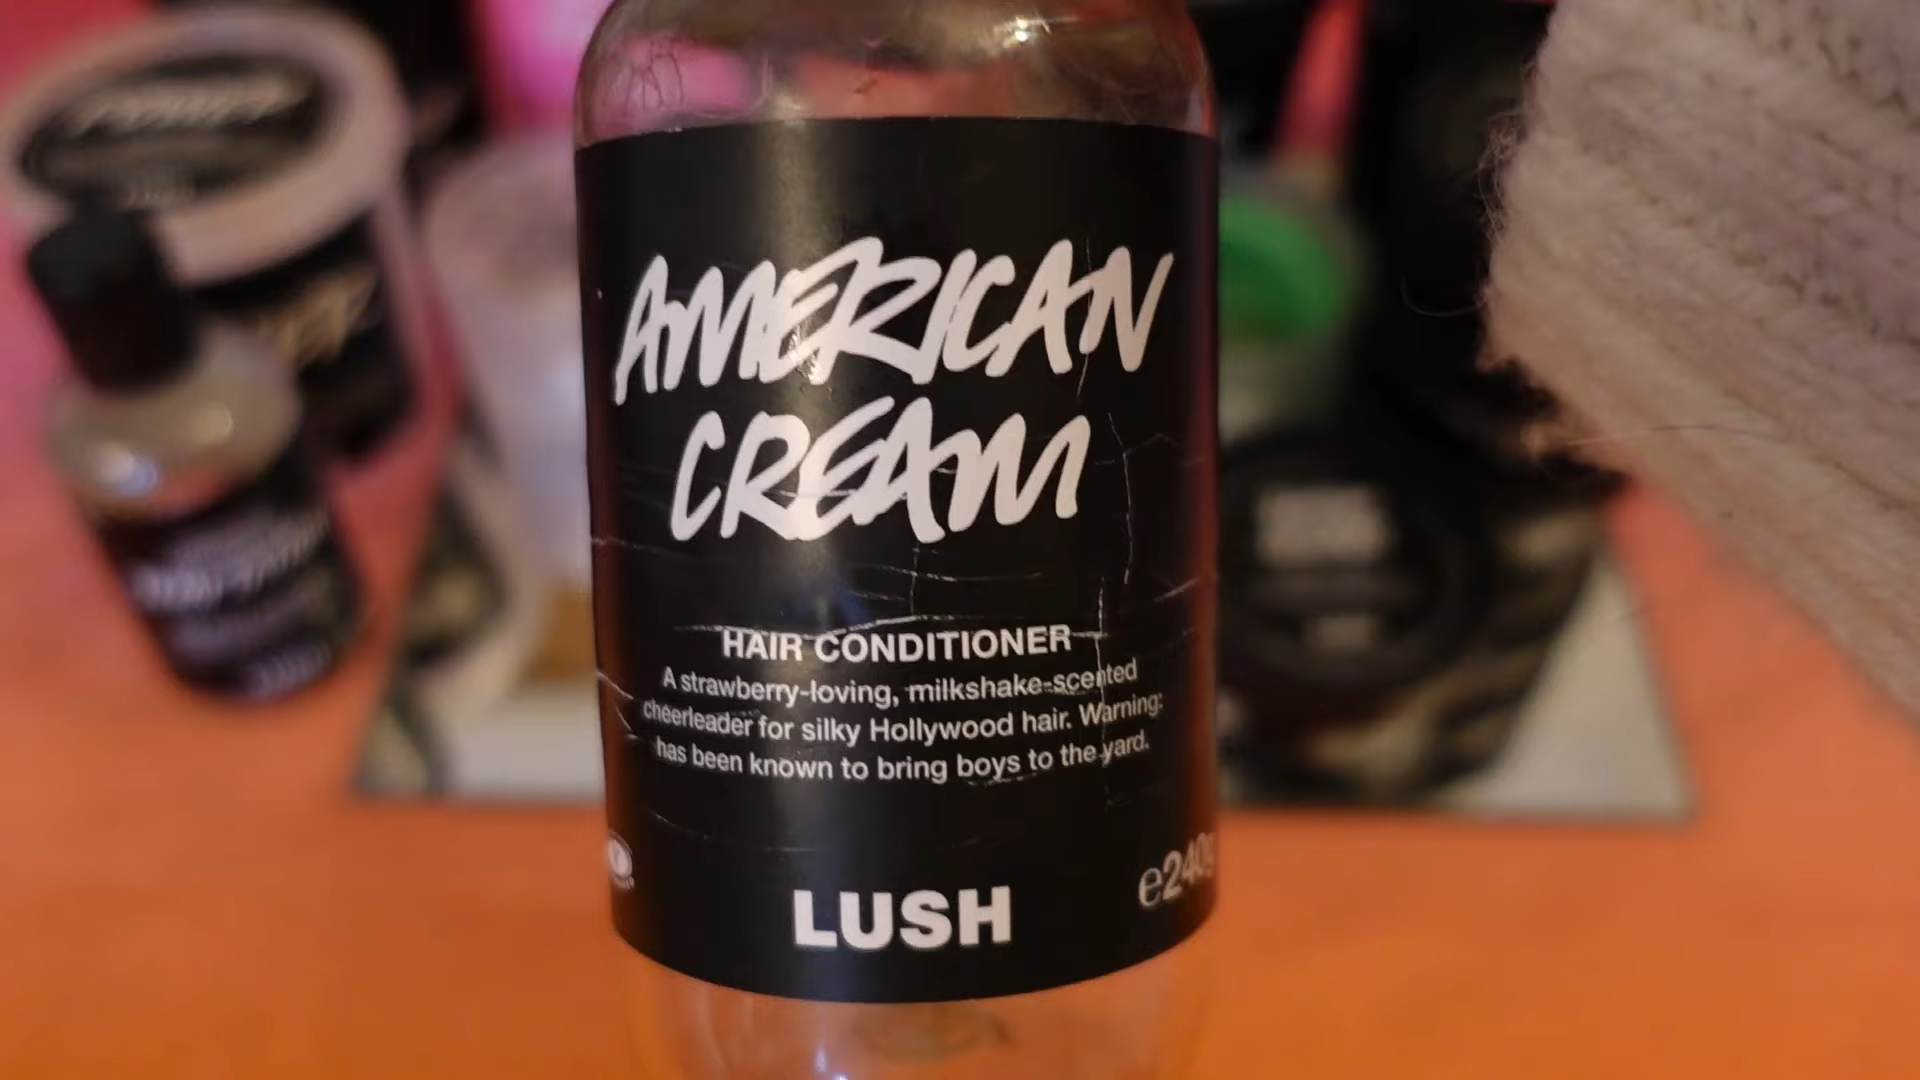 AMERICAN
CREAM
HAIR CONDITIONER
A strawberry-loving, milkshake-scented
cheerleader for silky Hollywood hair. Warning:
has been known to bring boys to the yard.
LUSH
e240g